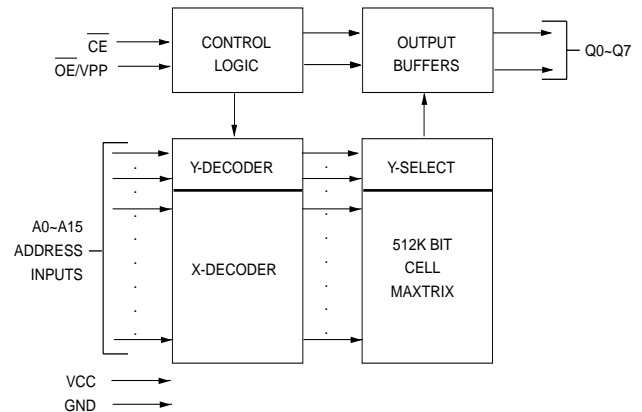 CE
OE/VPP
CONTROL
LOGIC
OUTPUT
BUFFERS
Q0~Q7
A0~A15
ADDRESS
INPUTS
Y-DECODER
X-DECODER
Y-SELECT
512K BIT
CELL
MAXTRIX
VCC
GND